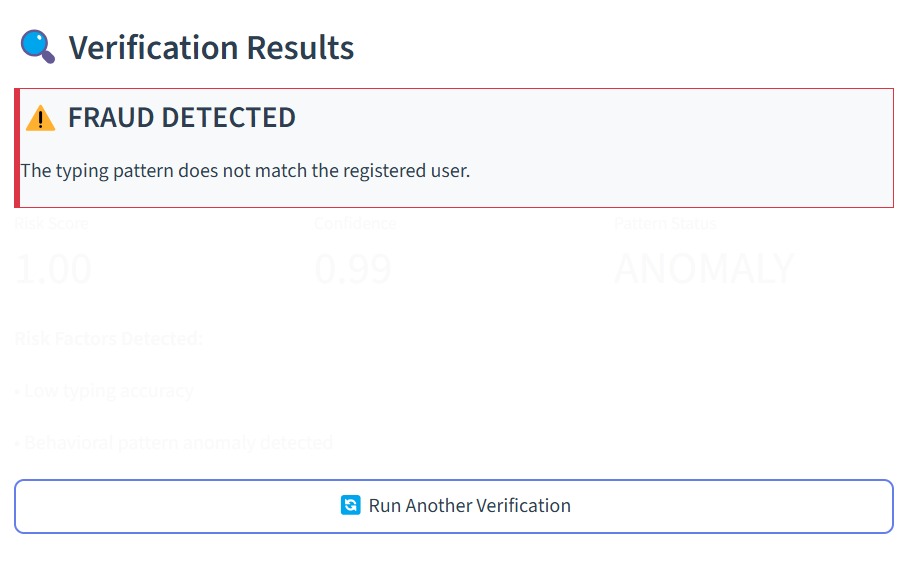 Verification Results
FRAUD DETECTED
The typing pattern does not match the registered user.
Risk Score Confidence Pattern Status
1.00 0.99 ANOMALY
Risk Factors Detected:
• Low typing accuracy
• Behavioral pattern anomaly detected
Run Another Verification